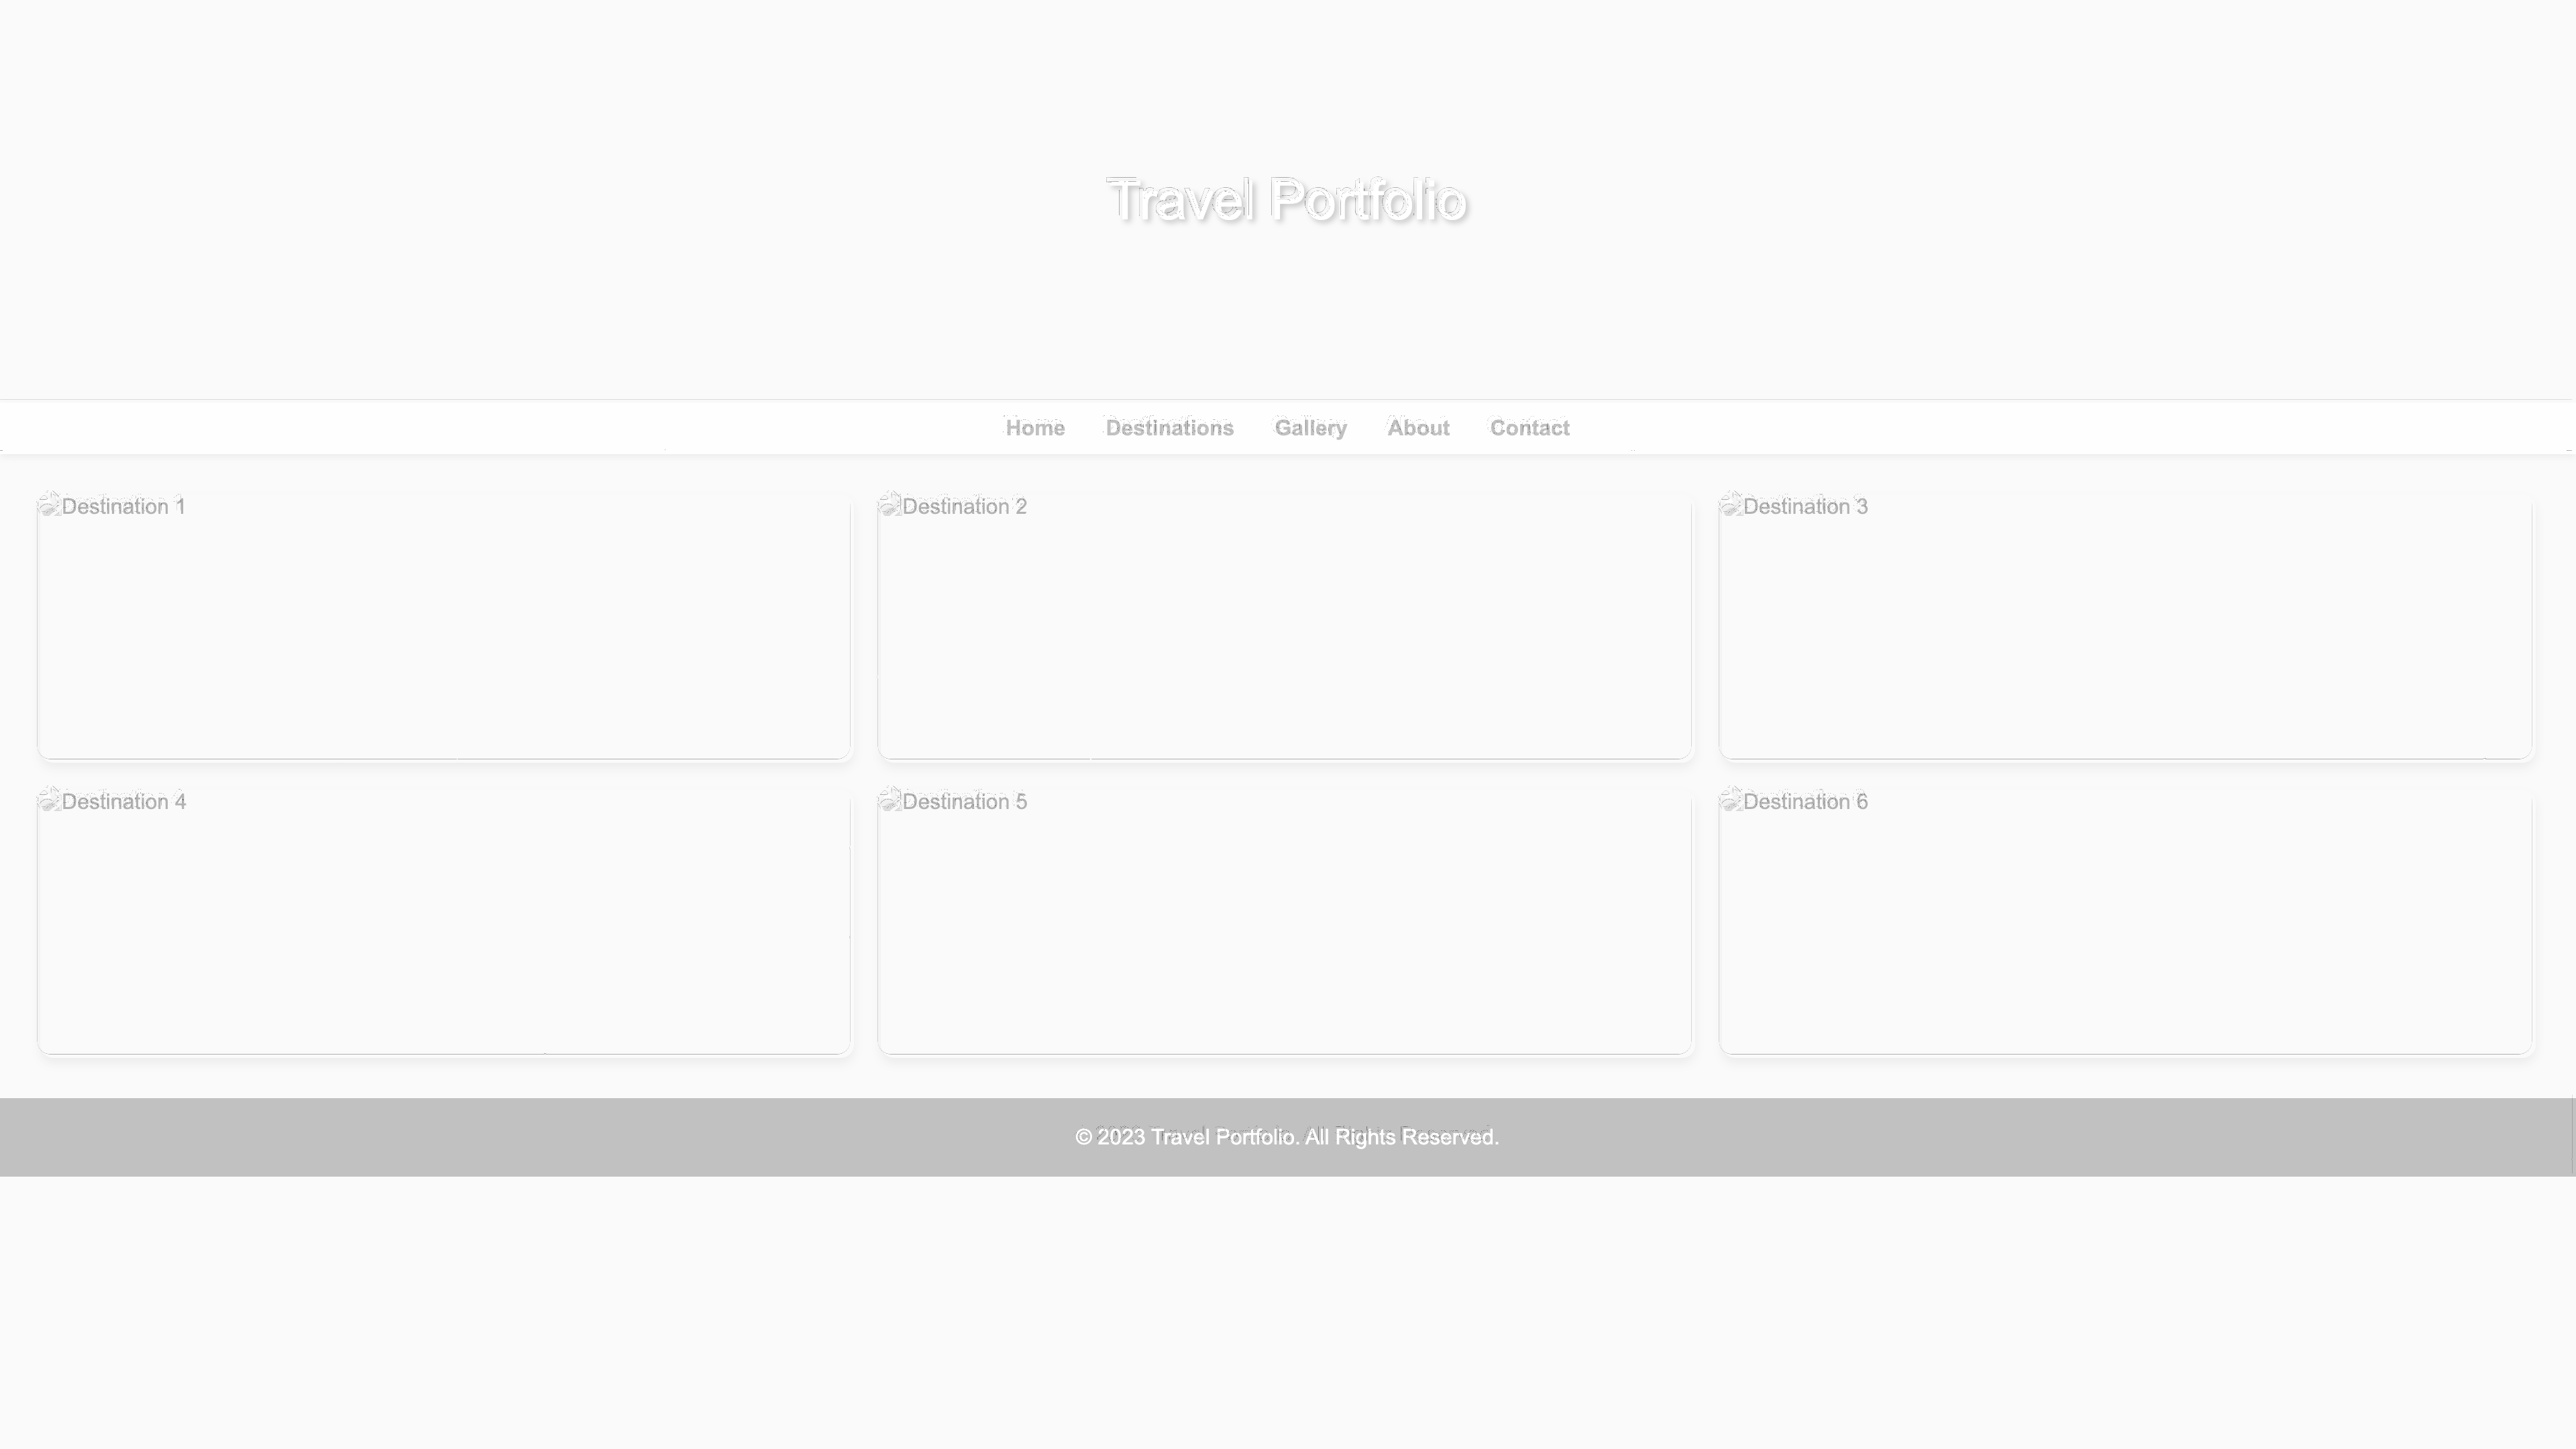 Travel Portfolio
Home Destinations Gallery About Contact
Destination 1 Destination 2 Destination 3
Destination 4 Destination 5 Destination 6
© 2023 Travel Portfolio. All Rights Reserved.